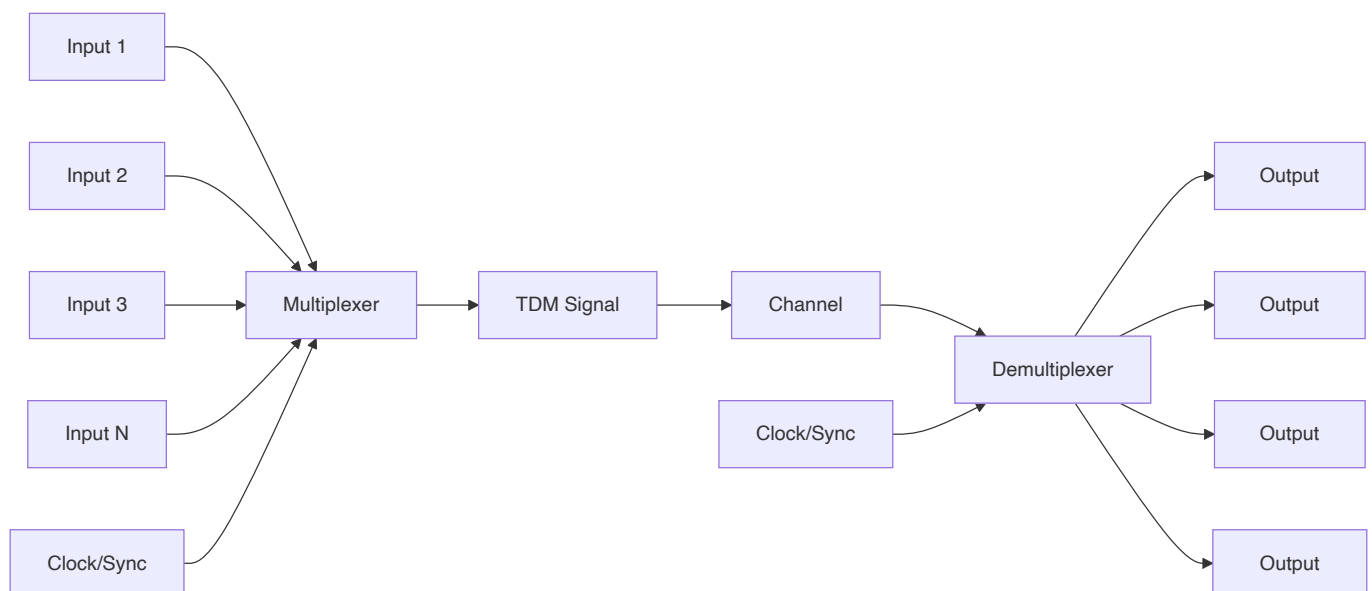 Input 1
Input 2
Input 3
Input N
Clock/Sync
Multiplexer
TDM Signal
Channel
Clock/Sync
Demultiplexer
Output
Output
Output
Output